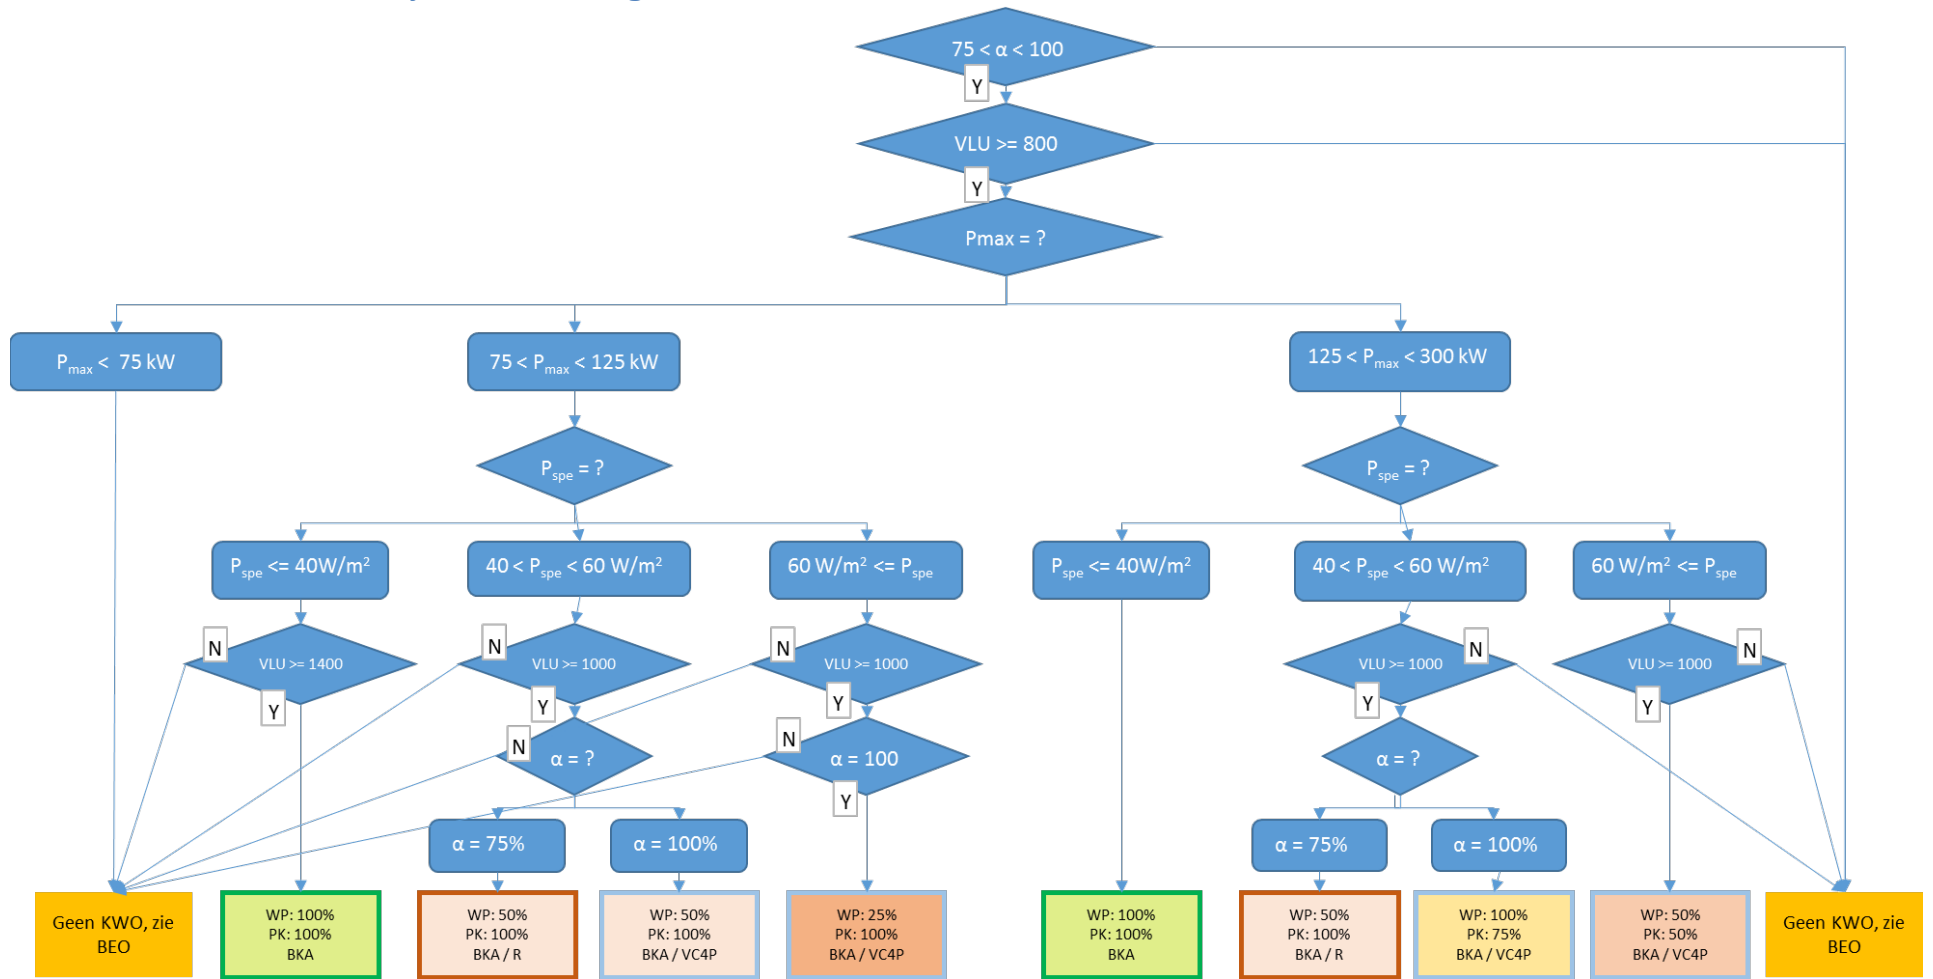 75 < α < 100
Y
VLU >= 800
Y
Pmax = ?
Pmax < 75 kW
75 < Pmax < 125 kW
125 < Pmax < 300 kW
Pspe = ?
Pspe = ?
Pspe <= 40W/m²
40 < Pspe < 60 W/m²
60 W/m² <= Pspe
Pspe <= 40W/m²
40 < Pspe < 60 W/m²
60 W/m² <= Pspe
N
VLU >= 1400
Y
N
VLU >= 1000
Y
N
VLU >= 1000
Y
VLU >= 1000
N
Y
VLU >= 1000
N
Y
N
α = ?
N
α = 100
Y
α = ?
α = 75%
α = 100%
α = 75%
α = 100%
Geen KWO, zie
BEO
WP: 100%
PK: 100%
BKA
WP: 50%
PK: 100%
BKA / R
WP: 50%
PK: 100%
BKA / VC4P
WP: 25%
PK: 100%
BKA / VC4P
WP: 100%
PK: 100%
BKA
WP: 50%
PK: 100%
BKA / R
WP: 100%
PK: 75%
BKA / VC4P
WP: 50%
PK: 50%
BKA / VC4P
Geen KWO, zie
BEO